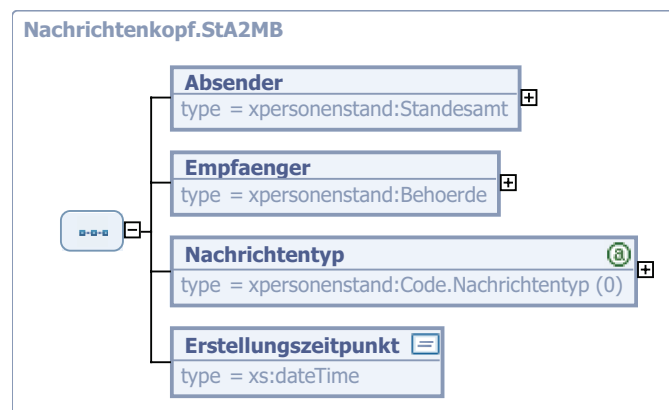 Nachrichtenkopf.StA2MB
Absender
type = xpersonenstand:Standesamt
Empfaenger
type = xpersonenstand:Behoerde
Nachrichtentyp @
type = xpersonenstand:Code.Nachrichtentyp (0)
Erstellungszeitpunkt
type = xs:dateTime